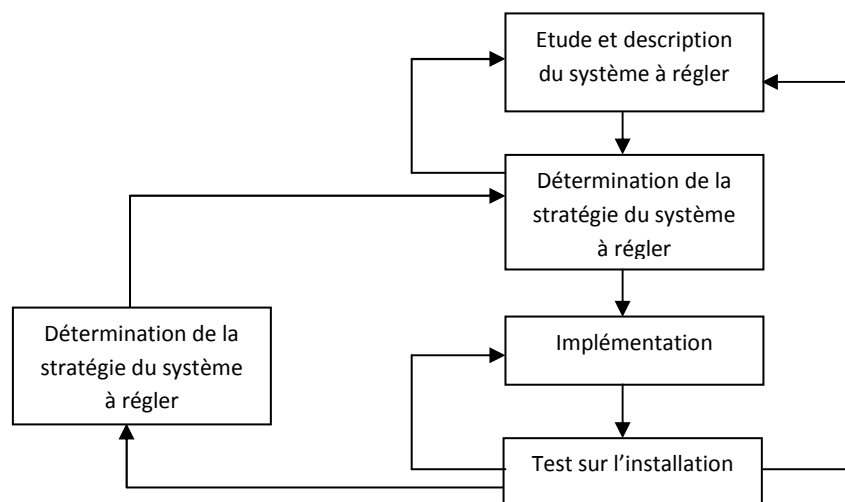 Etude et description
du système à régler
Détermination de la
stratégie du système
à régler
Détermination de la
stratégie du système
à régler
Implémentation
Test sur l’installation